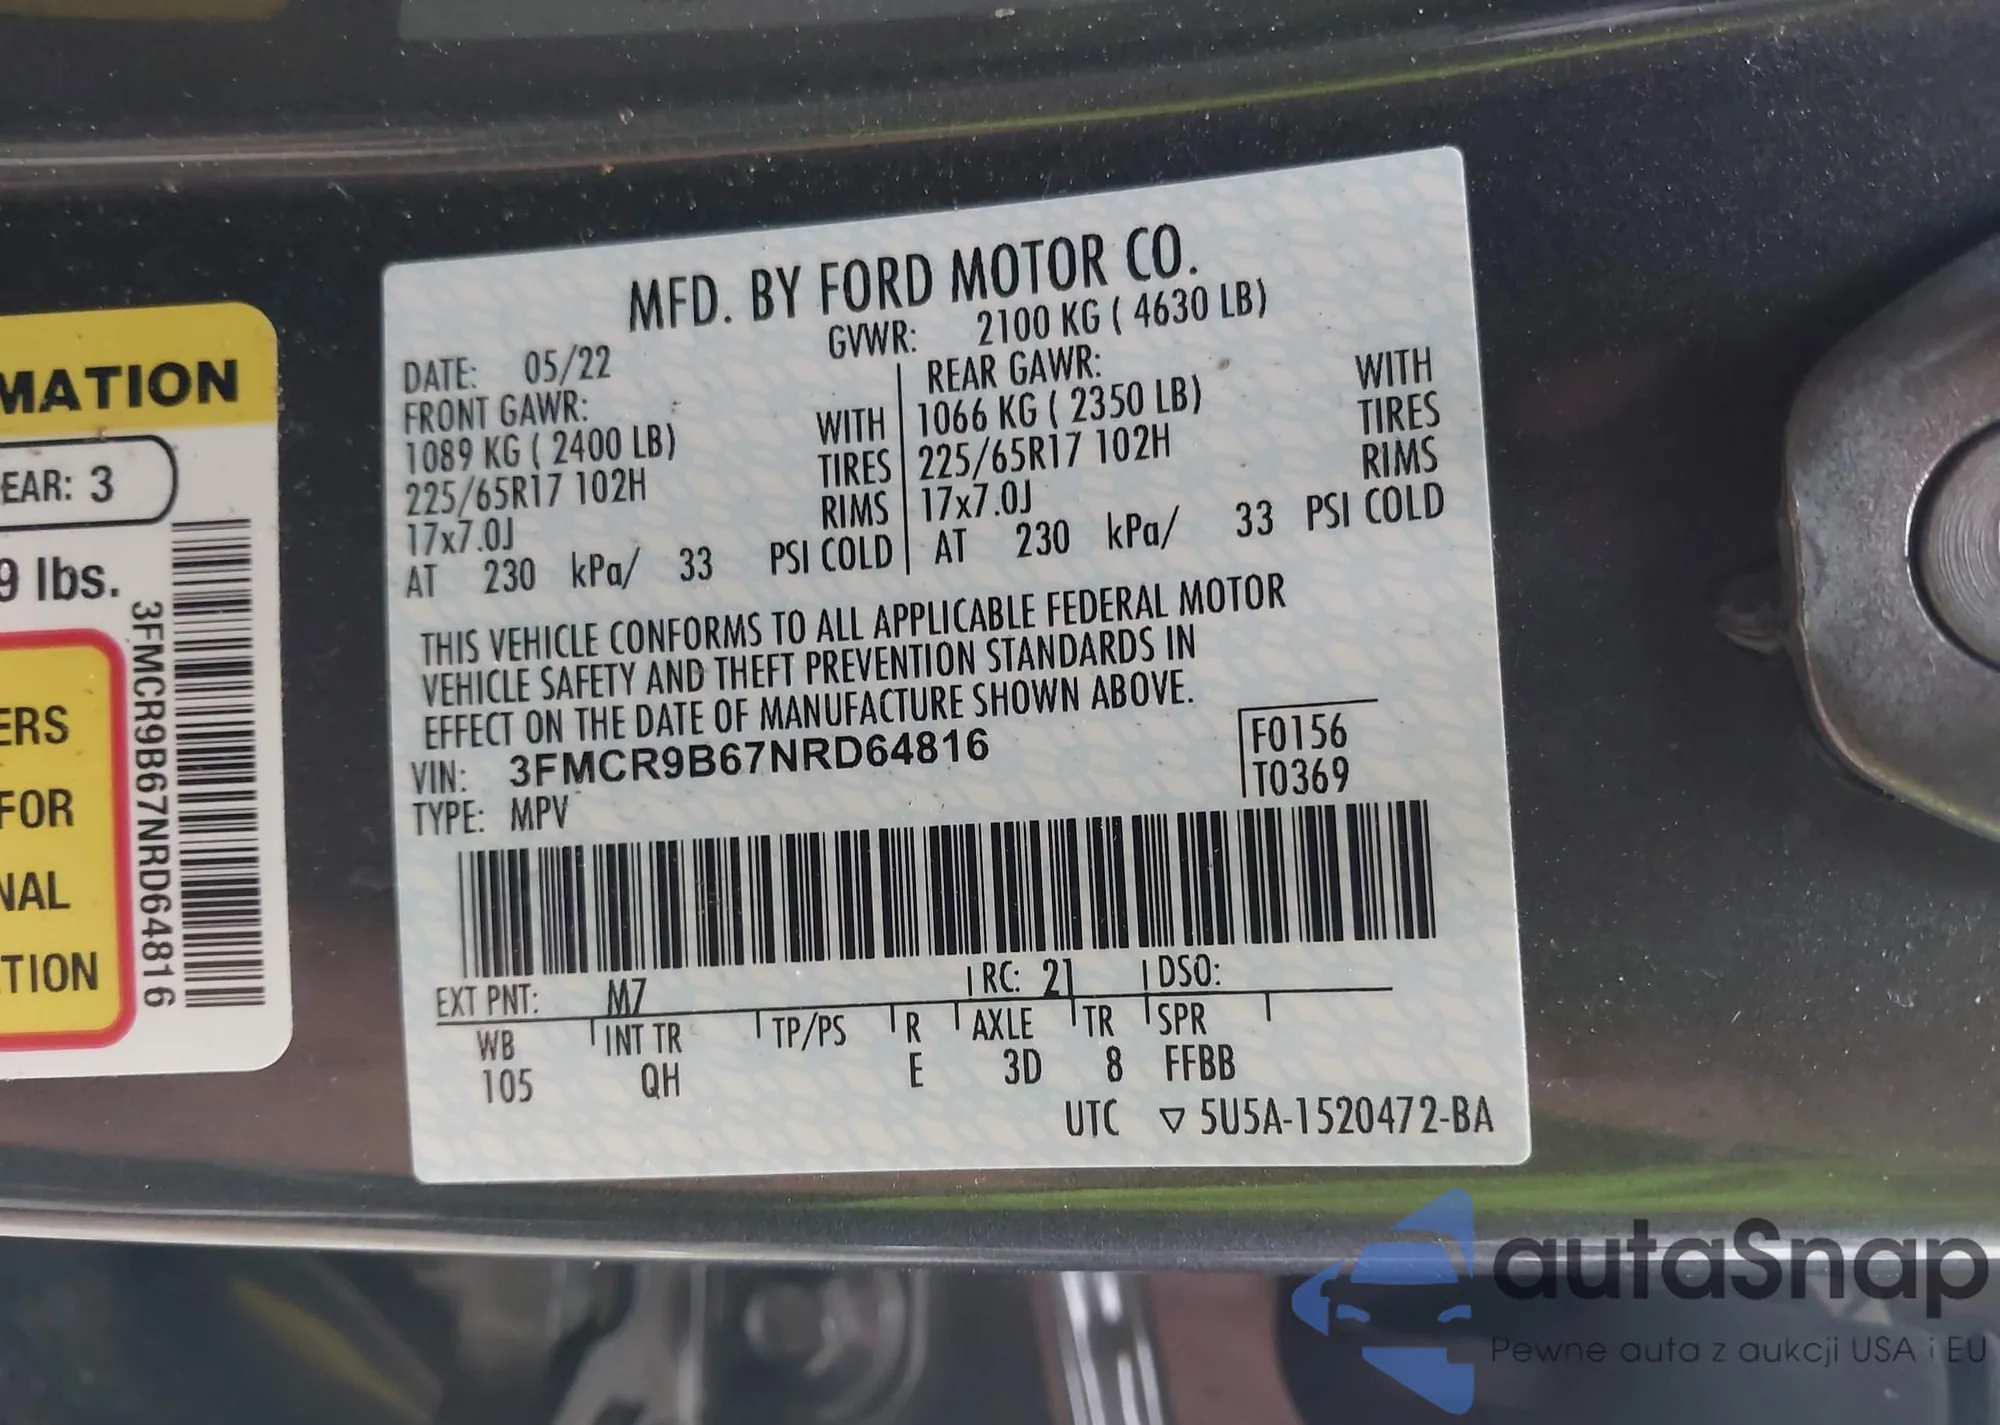 MFD. BY FORD MOTOR CO.
DATE: 05/22 GVWR: 2100 KG ( 4630 LB)
FRONT GAWR: REAR GAWR:
1089 KG ( 2400 LB) WITH 1066 KG ( 2350 LB) WITH
225/65R17 102H TIRES 225/65R17 102H TIRES
17x7.0J RIMS 17x7.0J RIMS
AT 230 kPa/ 33 PSI COLD AT 230 kPa/ 33 PSI COLD
THIS VEHICLE CONFORMS TO ALL APPLICABLE FEDERAL MOTOR
VEHICLE SAFETY AND THEFT PREVENTION STANDARDS IN
EFFECT ON THE DATE OF MANUFACTURE SHOWN ABOVE.
VIN: 3FMCR9B67NRD64816
TYPE: MPV
F0156
T0369
EXT PNT: M7 RC: 21 DSO:
WB INT TR TP/PS R AXLE TR SPR
105 QH E 3D 8 FFBB
UTC ▽ 5U5A-1520472-BA
MATION
EAR: 3
9 lbs.
3FMCR9B67NRD64816
ERS
FOR
NAL
TION
autaSnap
Pewne auta z aukcji USA i EU